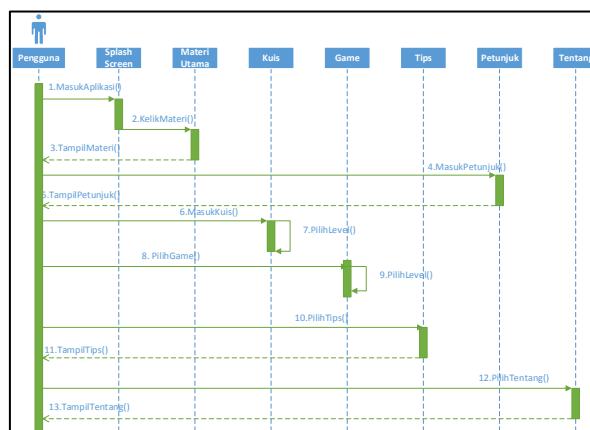 Pengguna
Splash
Screen
Materi
Utama
Kuis
Game
Tips
Petunjuk
Tentang
1.MasukAplikasi()
2.KelikMateri()
3.TampilMateri()
4.MasukPetunjuk()
5.TampilPetunjuk()
6.MasukKuis()
7.PilihLevel()
8. PilihGame()
9.PilihLevel()
10.PilihTips()
11.TampilTips()
12.PilihTentang()
13.TampilTentang()